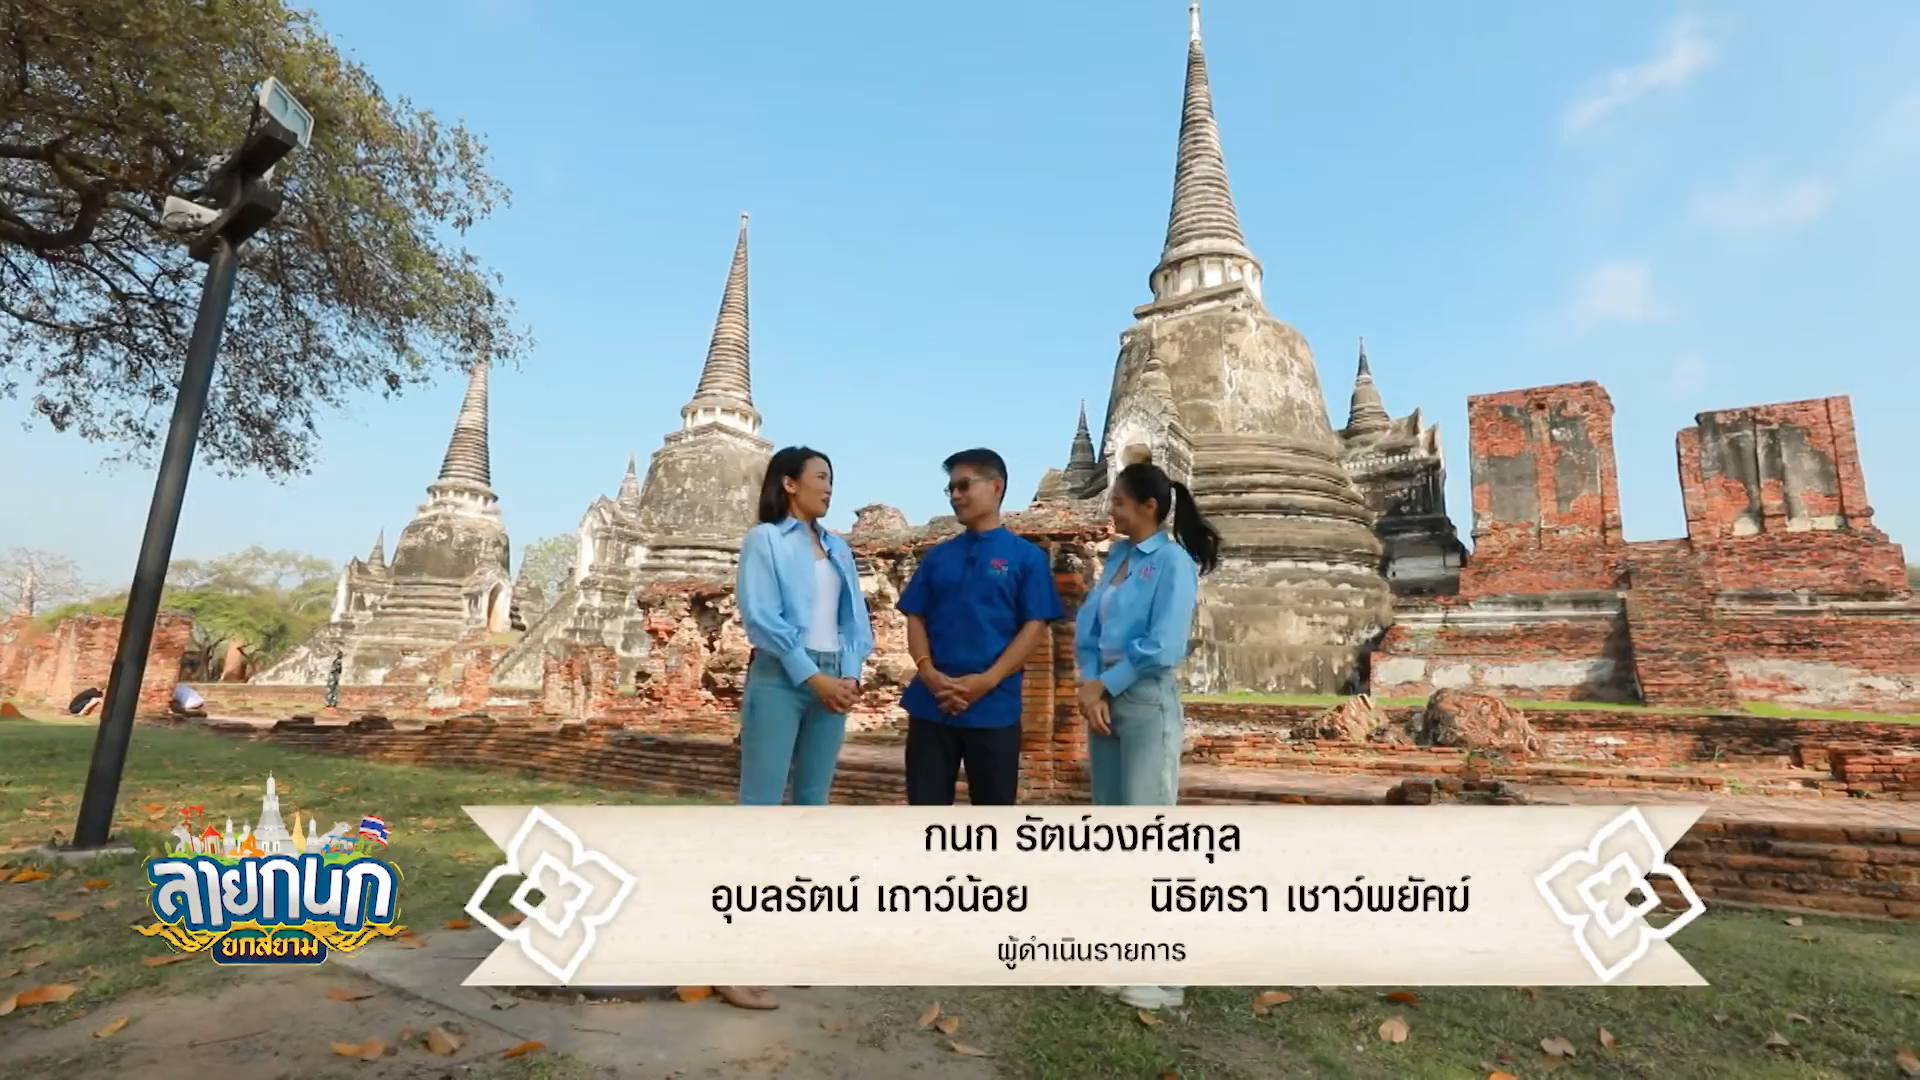 กนก รัตน์วงศ์สกุล
อุบลรัตน์ เถาว์น้อย
นิธิตรา เชาว์พยัคฆ์
ผู้ดำเนินรายการ
ลายกนก
ยกสยาม